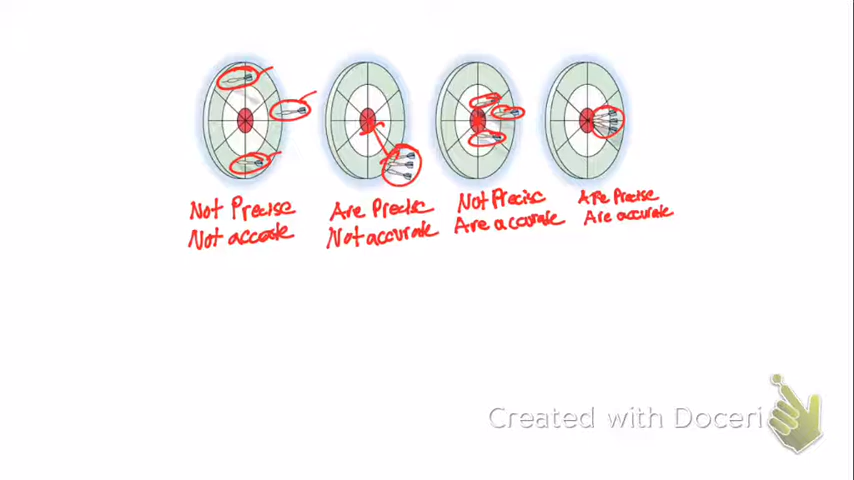 Not Precise
Not accurate
Are Precise
Not accurate
Not Precise
Are accurate
Are Precise
Are accurate
Created with Doceri